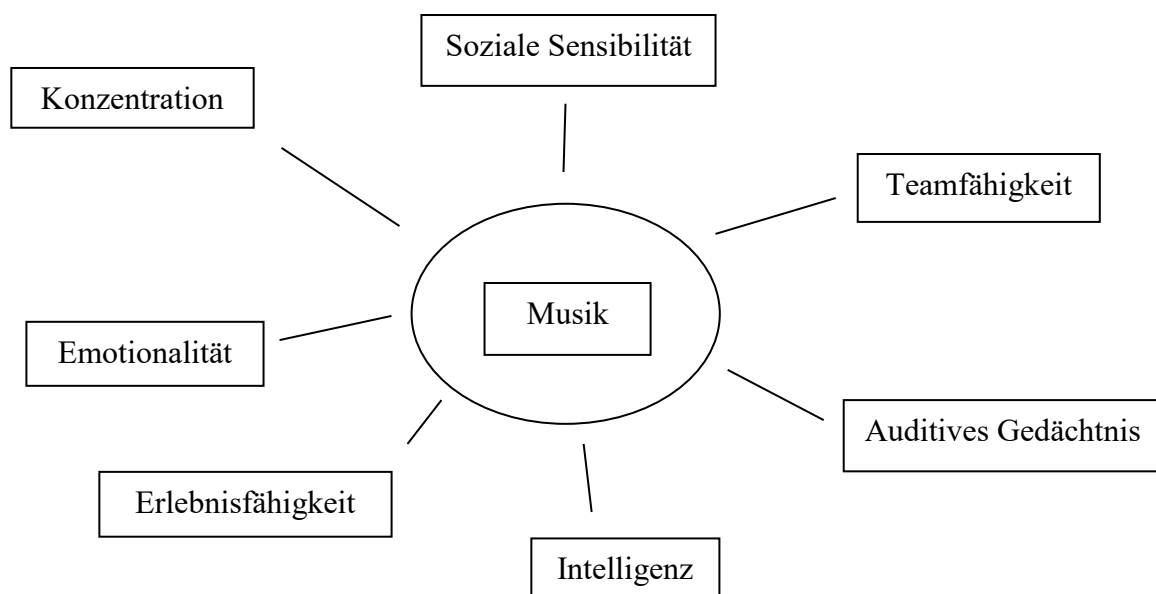 Soziale Sensibilität
Konzentration
Teamfähigkeit
Musik
Emotionalität
Auditives Gedächtnis
Erlebnisfähigkeit
Intelligenz